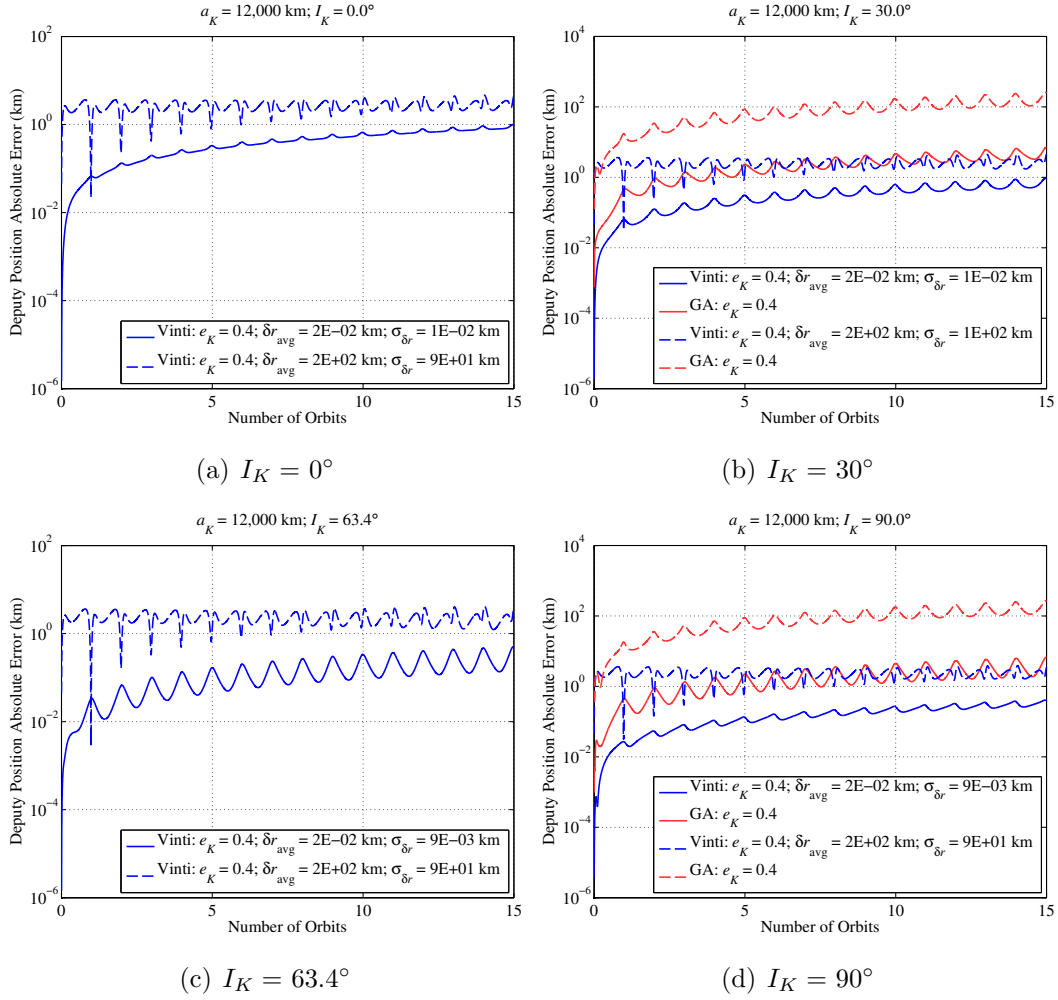 a_K = 12,000 km; I_K = 0.0°
10^2
10^0
10^−2
10^−4
10^−6
Deputy Position Absolute Error (km)
Vinti: e_K = 0.4; δr_avg = 2E−02 km; σ_δr = 1E−02 km
Vinti: e_K = 0.4; δr_avg = 2E+02 km; σ_δr = 9E+01 km
0 5 10 15
Number of Orbits
(a) I_K = 0°
a_K = 12,000 km; I_K = 30.0°
10^4
10^2
10^0
10^−2
10^−4
10^−6
Deputy Position Absolute Error (km)
Vinti: e_K = 0.4; δr_avg = 2E−02 km; σ_δr = 1E−02 km
GA: e_K = 0.4
Vinti: e_K = 0.4; δr_avg = 2E+02 km; σ_δr = 1E+02 km
GA: e_K = 0.4
0 5 10 15
Number of Orbits
(b) I_K = 30°
a_K = 12,000 km; I_K = 63.4°
10^2
10^0
10^−2
10^−4
10^−6
Deputy Position Absolute Error (km)
Vinti: e_K = 0.4; δr_avg = 2E−02 km; σ_δr = 9E−03 km
Vinti: e_K = 0.4; δr_avg = 2E+02 km; σ_δr = 9E+01 km
0 5 10 15
Number of Orbits
(c) I_K = 63.4°
a_K = 12,000 km; I_K = 90.0°
10^4
10^2
10^0
10^−2
10^−4
10^−6
Deputy Position Absolute Error (km)
Vinti: e_K = 0.4; δr_avg = 2E−02 km; σ_δr = 9E−03 km
GA: e_K = 0.4
Vinti: e_K = 0.4; δr_avg = 2E+02 km; σ_δr = 9E+01 km
GA: e_K = 0.4
0 5 10 15
Number of Orbits
(d) I_K = 90°